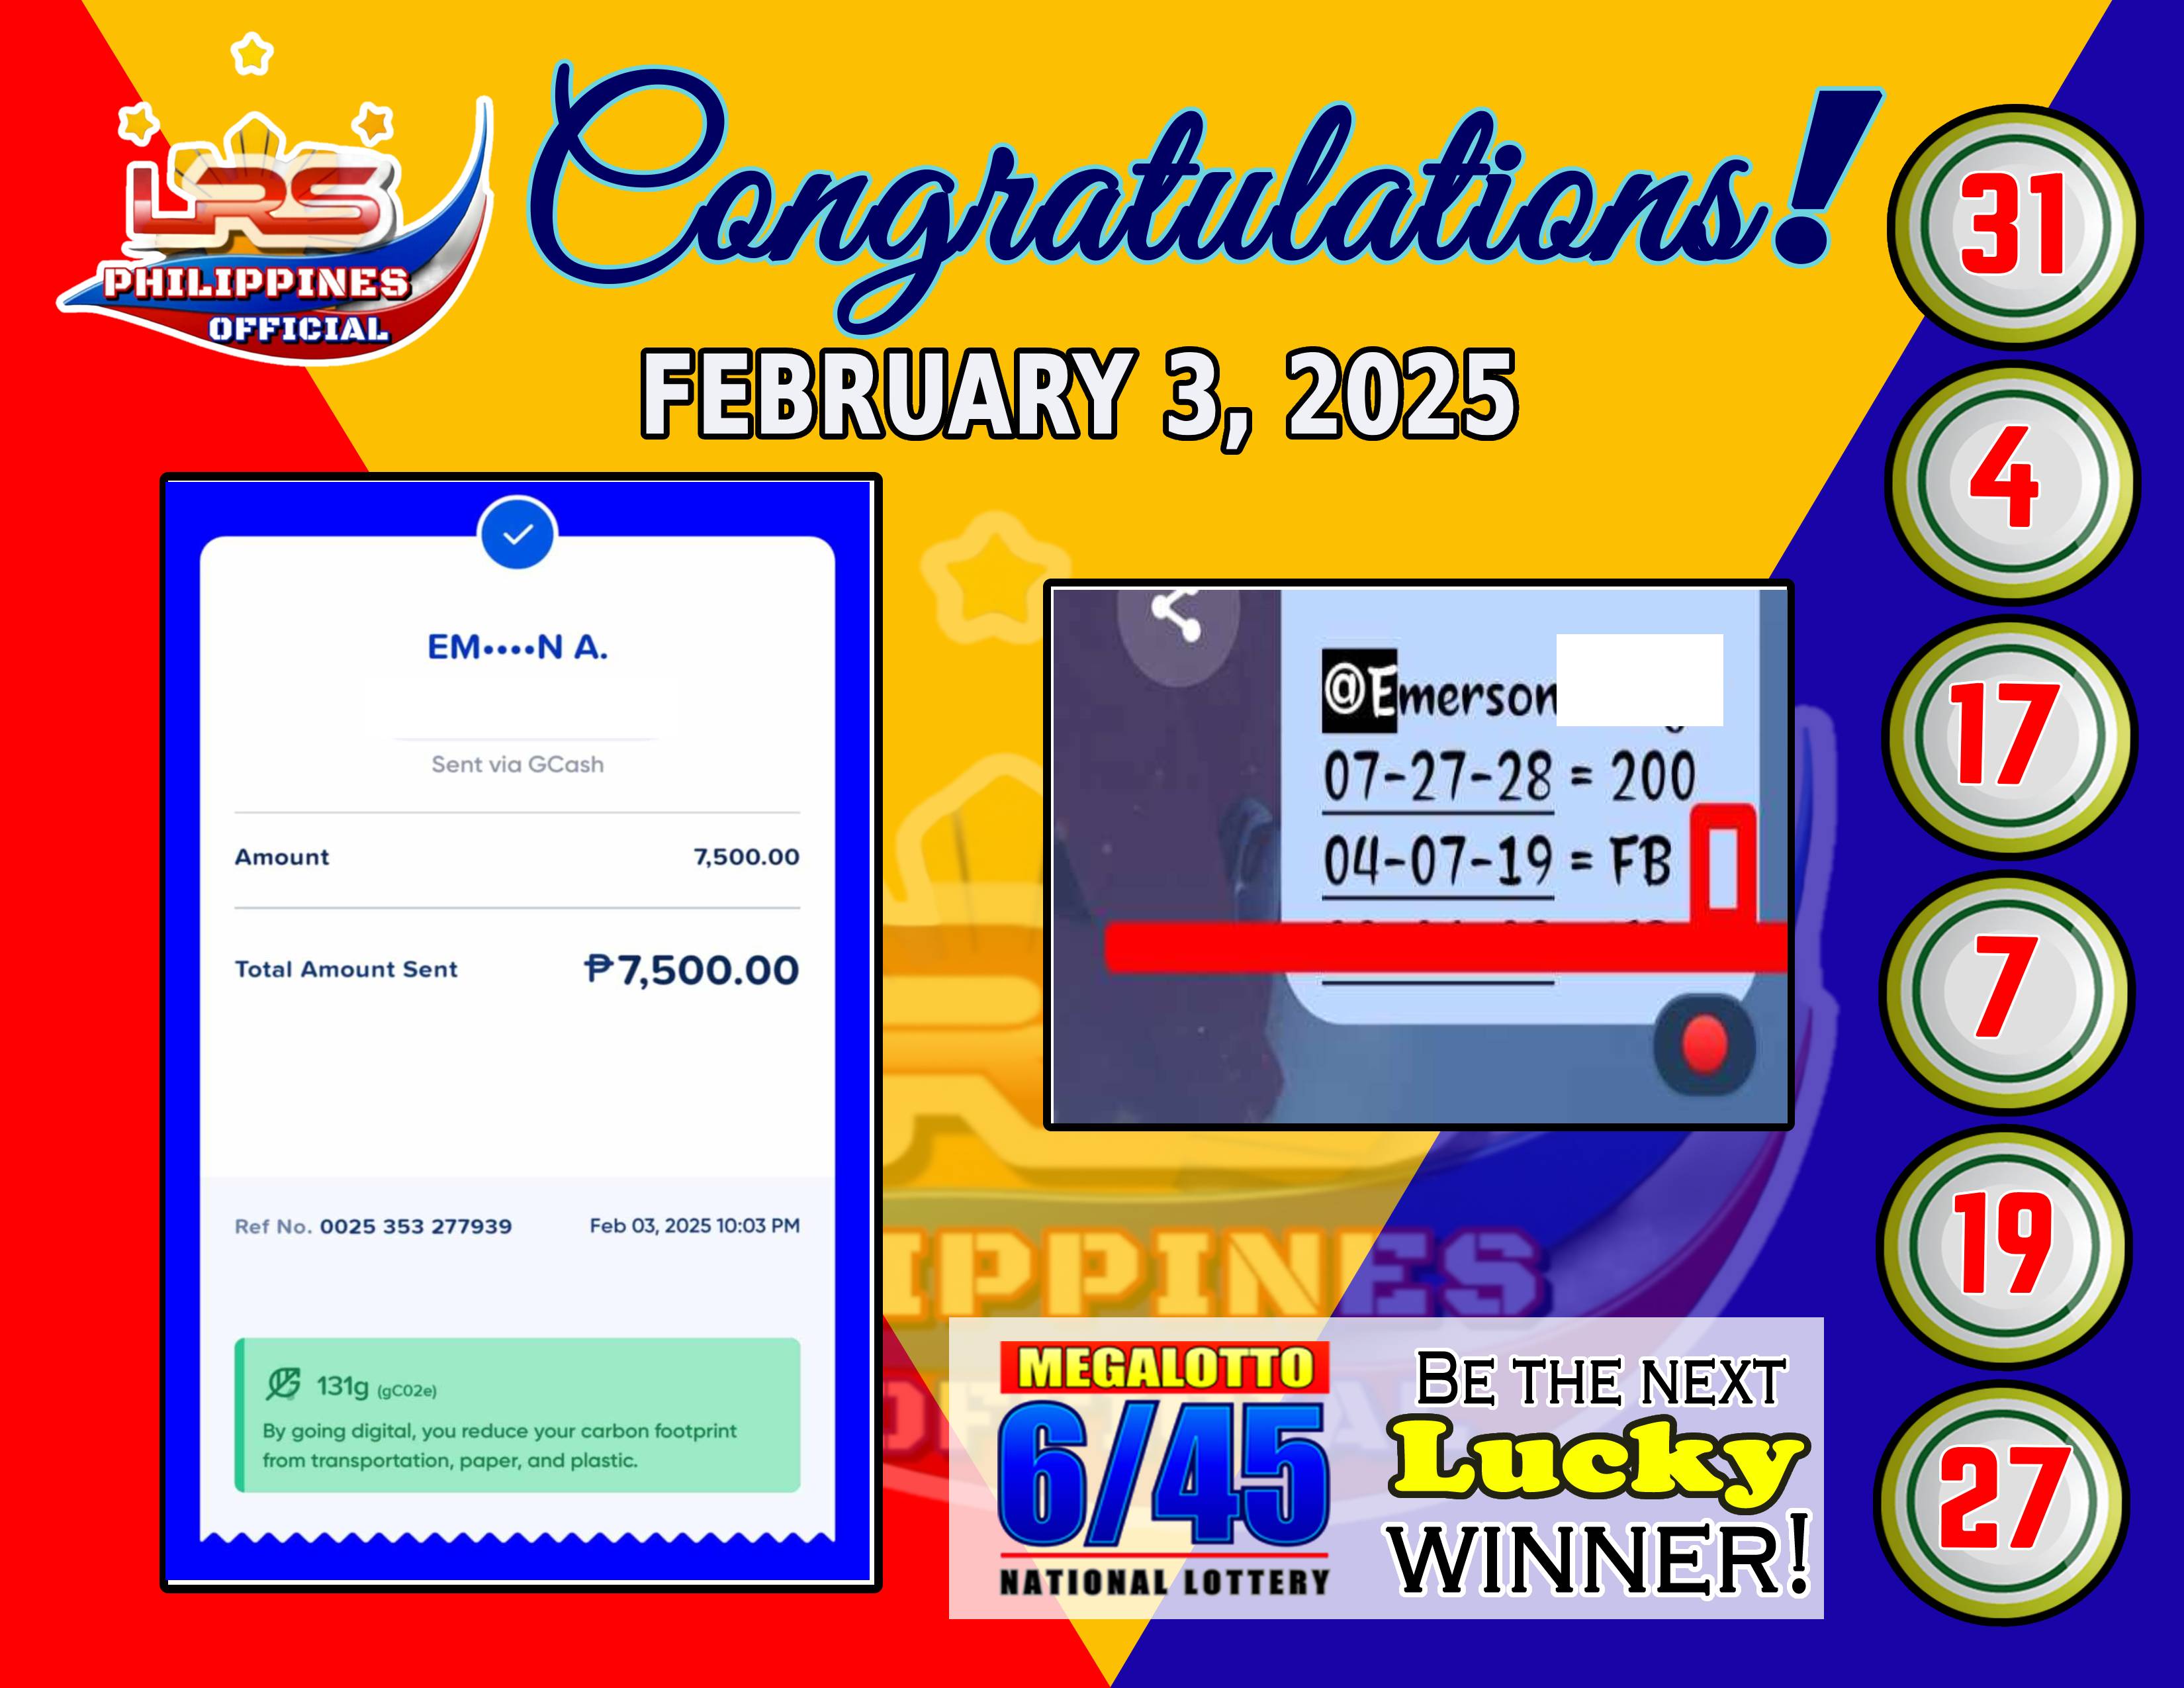 LRS
PHILIPPINES
OFFICIAL
Congratulations!
FEBRUARY 3, 2025
EM••••N A.
Sent via GCash
Amount 7,500.00
Total Amount Sent ₱7,500.00
Ref No. 0025 353 277939 Feb 03, 2025 10:03 PM
131g (gCO2e)
By going digital, you reduce your carbon footprint
from transportation, paper, and plastic.
@Emerson
07-27-28 = 200
04-07-19 = FB
MEGALOTTO
6/45
NATIONAL LOTTERY
BE THE NEXT
Lucky
WINNER!
31
4
17
7
19
27